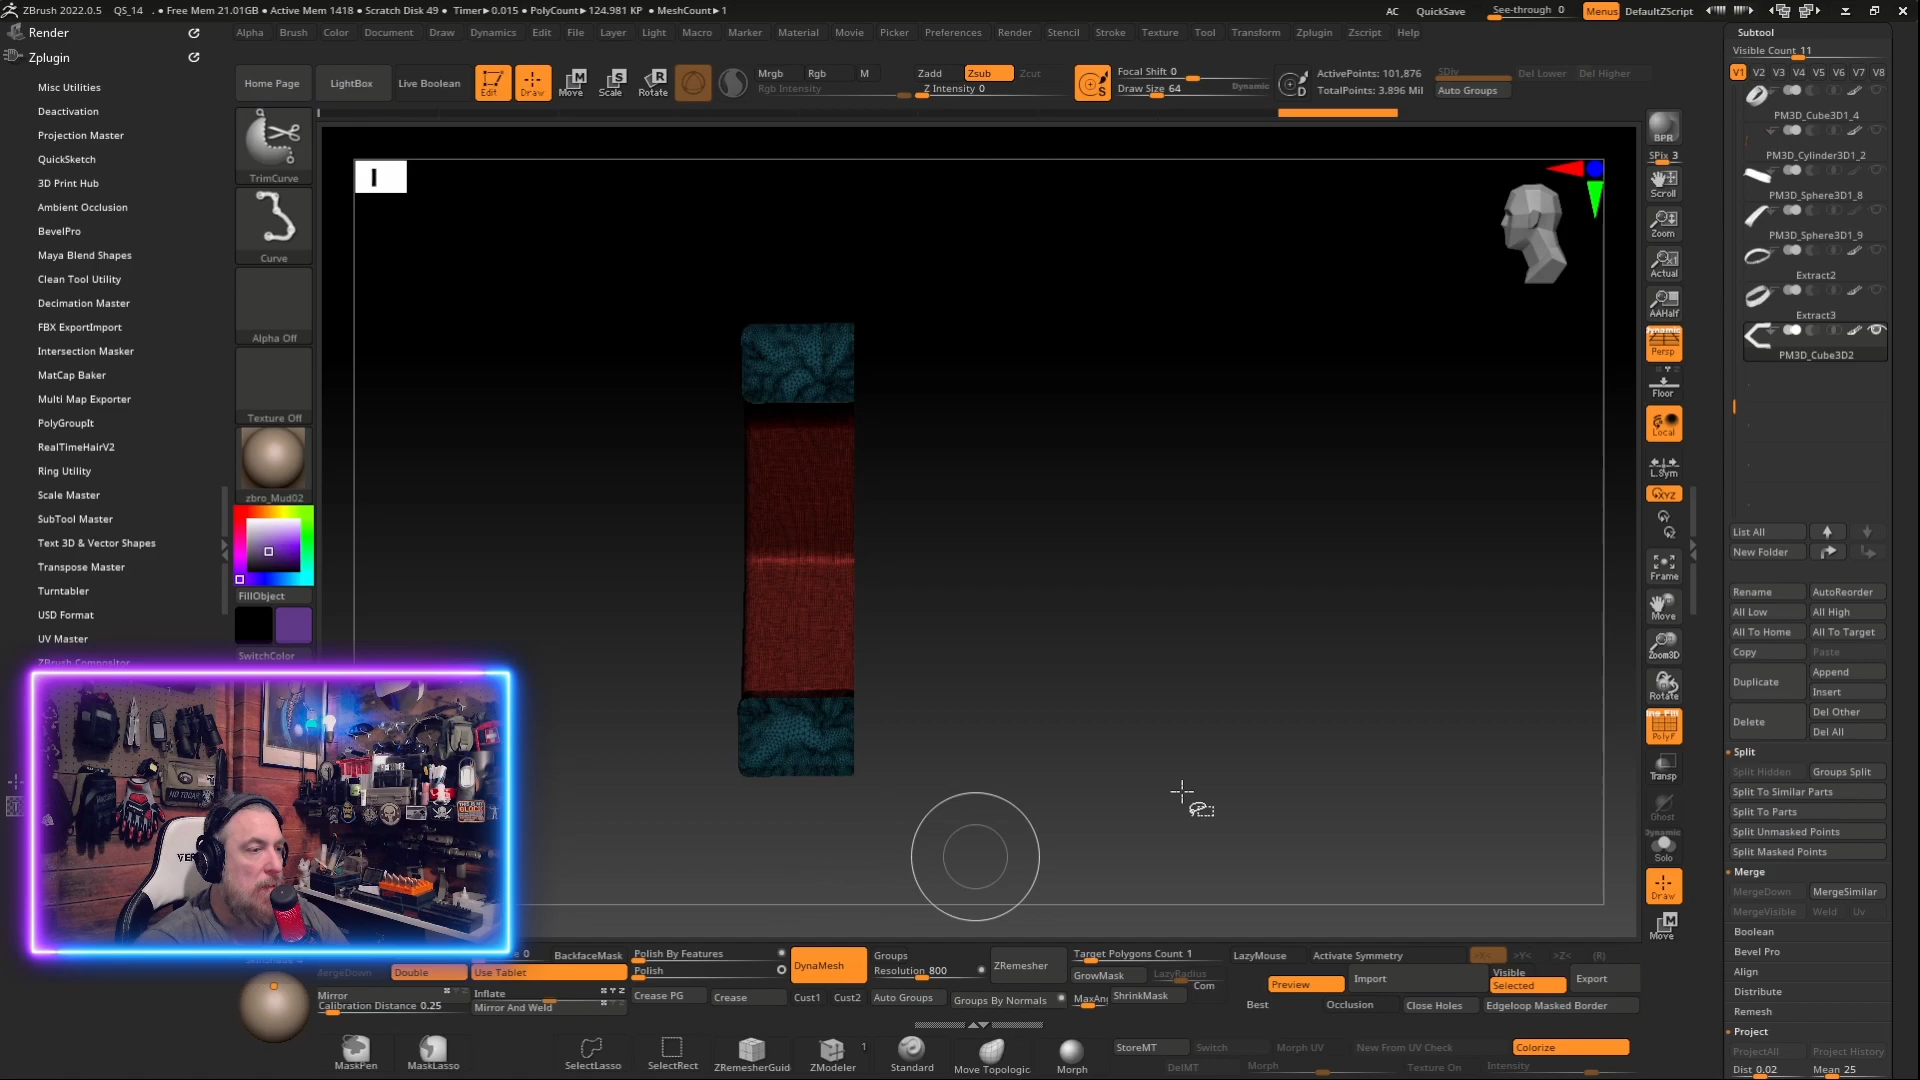 ZBrush 2022.0.5 QS_14 . • Free Mem 21.01GB • Active Mem 1418 • Scratch Disk 49 • Timer▸0.015 • PolyCount▸124.981 KP • MeshCount▸1
AC QuickSave See-through 0 Menus DefaultZScript
Render
Zplugin
Alpha Brush Color Document Draw Dynamics Edit File Layer Light Macro Marker Material Movie Picker Preferences Render Stencil Stroke Texture Tool Transform Zplugin Zscript Help
Home Page LightBox Live Boolean Edit Draw Move Scale Rotate
Mrgb Rgb M
Rgb Intensity
Zadd Zsub Zcut
Z Intensity 0
Focal Shift 0
Draw Size 64 Dynamic
ActivePoints: 101,876
TotalPoints: 3.896 Mil
SDiv Del Lower Del Higher
Auto Groups
Misc Utilities
Deactivation
Projection Master
QuickSketch
3D Print Hub
Ambient Occlusion
BevelPro
Maya Blend Shapes
Clean Tool Utility
Decimation Master
FBX ExportImport
Intersection Masker
MatCap Baker
Multi Map Exporter
PolyGroupIt
RealTimeHairV2
Ring Utility
Scale Master
SubTool Master
Text 3D & Vector Shapes
Transpose Master
Turntabler
USD Format
UV Master
ZBrush Compositor
TrimCurve
Curve
Alpha Off
Texture Off
zbro_Mud02
FillObject
SwitchColor
BPR
SPix 3
Scroll
Zoom
Actual
AAHalf
Dynamic
Persp
Floor
Local
L.Sym
XYZ
Frame
Move
Zoom3D
Rotate
Line Fill
PolyF
Transp
Ghost
Dynamic
Solo
Draw
Move
Subtool
Visible Count 11
V1 V2 V3 V4 V5 V6 V7 V8
PM3D_Cube3D1_4
PM3D_Cylinder3D1_2
PM3D_Sphere3D1_8
PM3D_Sphere3D1_9
Extract2
Extract3
PM3D_Cube3D2
List All
New Folder
Rename AutoReorder
All Low All High
All To Home All To Target
Copy Paste
Duplicate Append
Insert
Delete Del Other
Del All
Split
Split Hidden Groups Split
Split To Similar Parts
Split To Parts
Split Unmasked Points
Split Masked Points
Merge
MergeDown MergeSimilar
MergeVisible Weld Uv
Boolean
Bevel Pro
Align
Distribute
Remesh
Project
ProjectAll Project History
Dist 0.02 Mean 25
BackfaceMask
Double Use Tablet
Mirror
Calibration Distance 0.25
Inflate
Mirror And Weld
Polish By Features
Polish
Crease PG Crease
DynaMesh
Groups
Resolution 800
Cust1 Cust2 Auto Groups
ZRemesher
Groups By Normals
Target Polygons Count 1
GrowMask LazyRadius
ShrinkMask
LazyMouse Activate Symmetry >X< >Y< >Z< (R)
Preview Import Visible
Selected Export
Best Occlusion Close Holes Edgeloop Masked Border
MaskPen MaskLasso SelectLasso SelectRect ZRemesherGuid ZModeler 1 Standard Move Topologic Morph
StoreMT Switch Morph UV New From UV Check Colorize
DelMT Morph Texture On Intensity